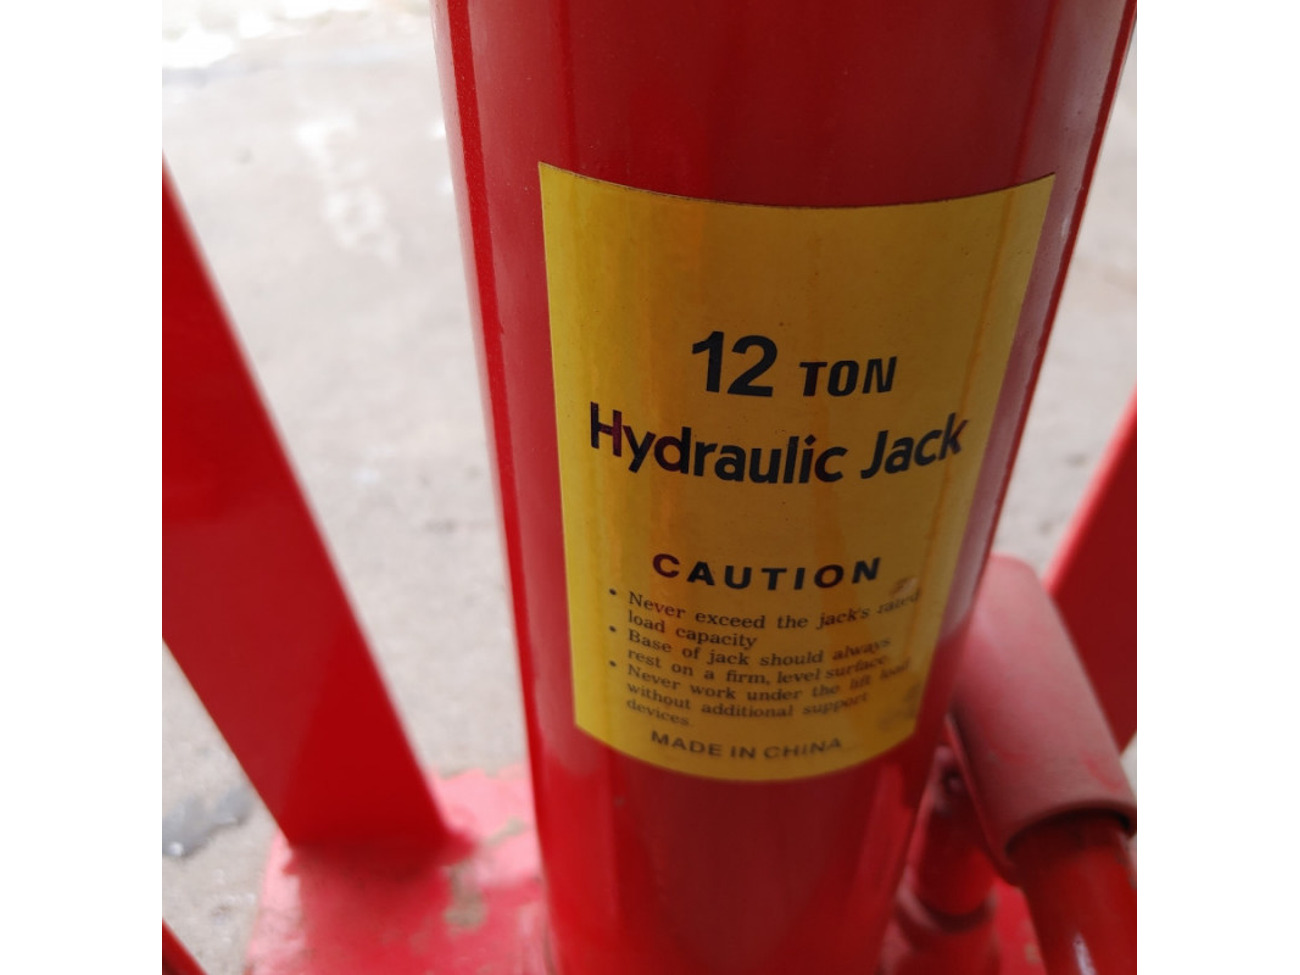 12 TON
Hydraulic Jack
CAUTION
• Never exceed the jack's rated
load capacity
• Base of jack should always
rest on a firm, level surface.
• Never work under the lift load
without additional support
devices
MADE IN CHINA